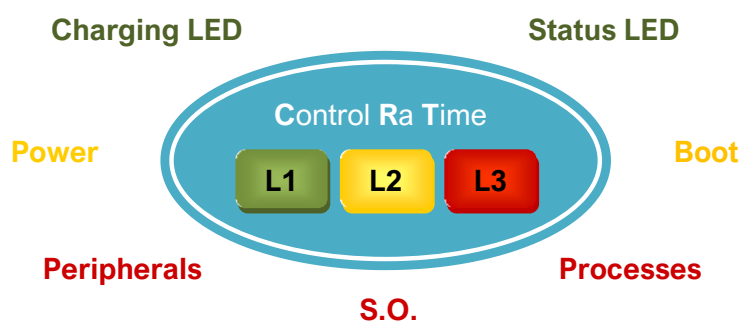 Charging LED
Status LED
Control Ra Time
Power
Boot
L1 L2 L3
Peripherals
Processes
S.O.